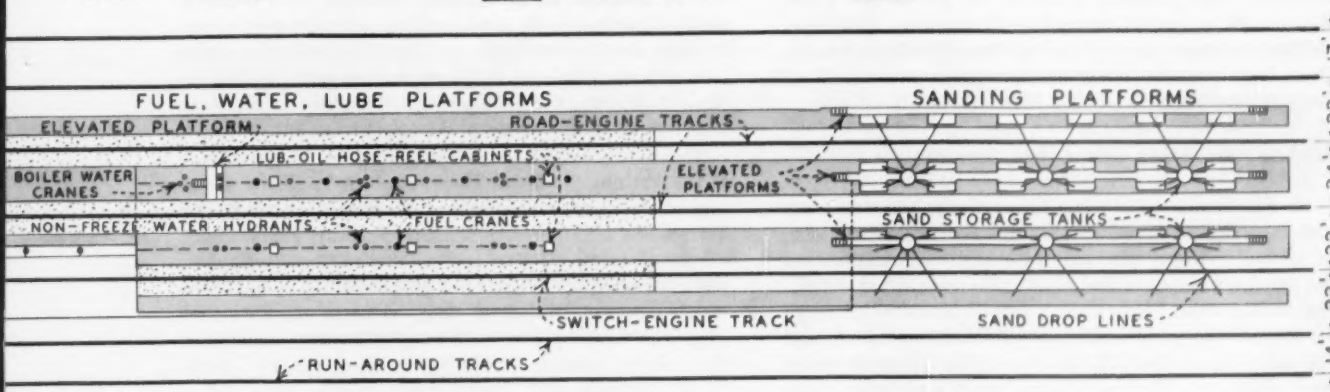 FUEL, WATER, LUBE PLATFORMS
SANDING PLATFORMS
ELEVATED PLATFORM
ROAD-ENGINE TRACKS
LUB-OIL HOSE-REEL CABINETS
BOILER WATER
CRANES
ELEVATED
PLATFORMS
NON-FREEZE WATER HYDRANTS
FUEL CRANES
SAND STORAGE TANKS
SWITCH-ENGINE TRACK
SAND DROP LINES
RUN-AROUND TRACKS